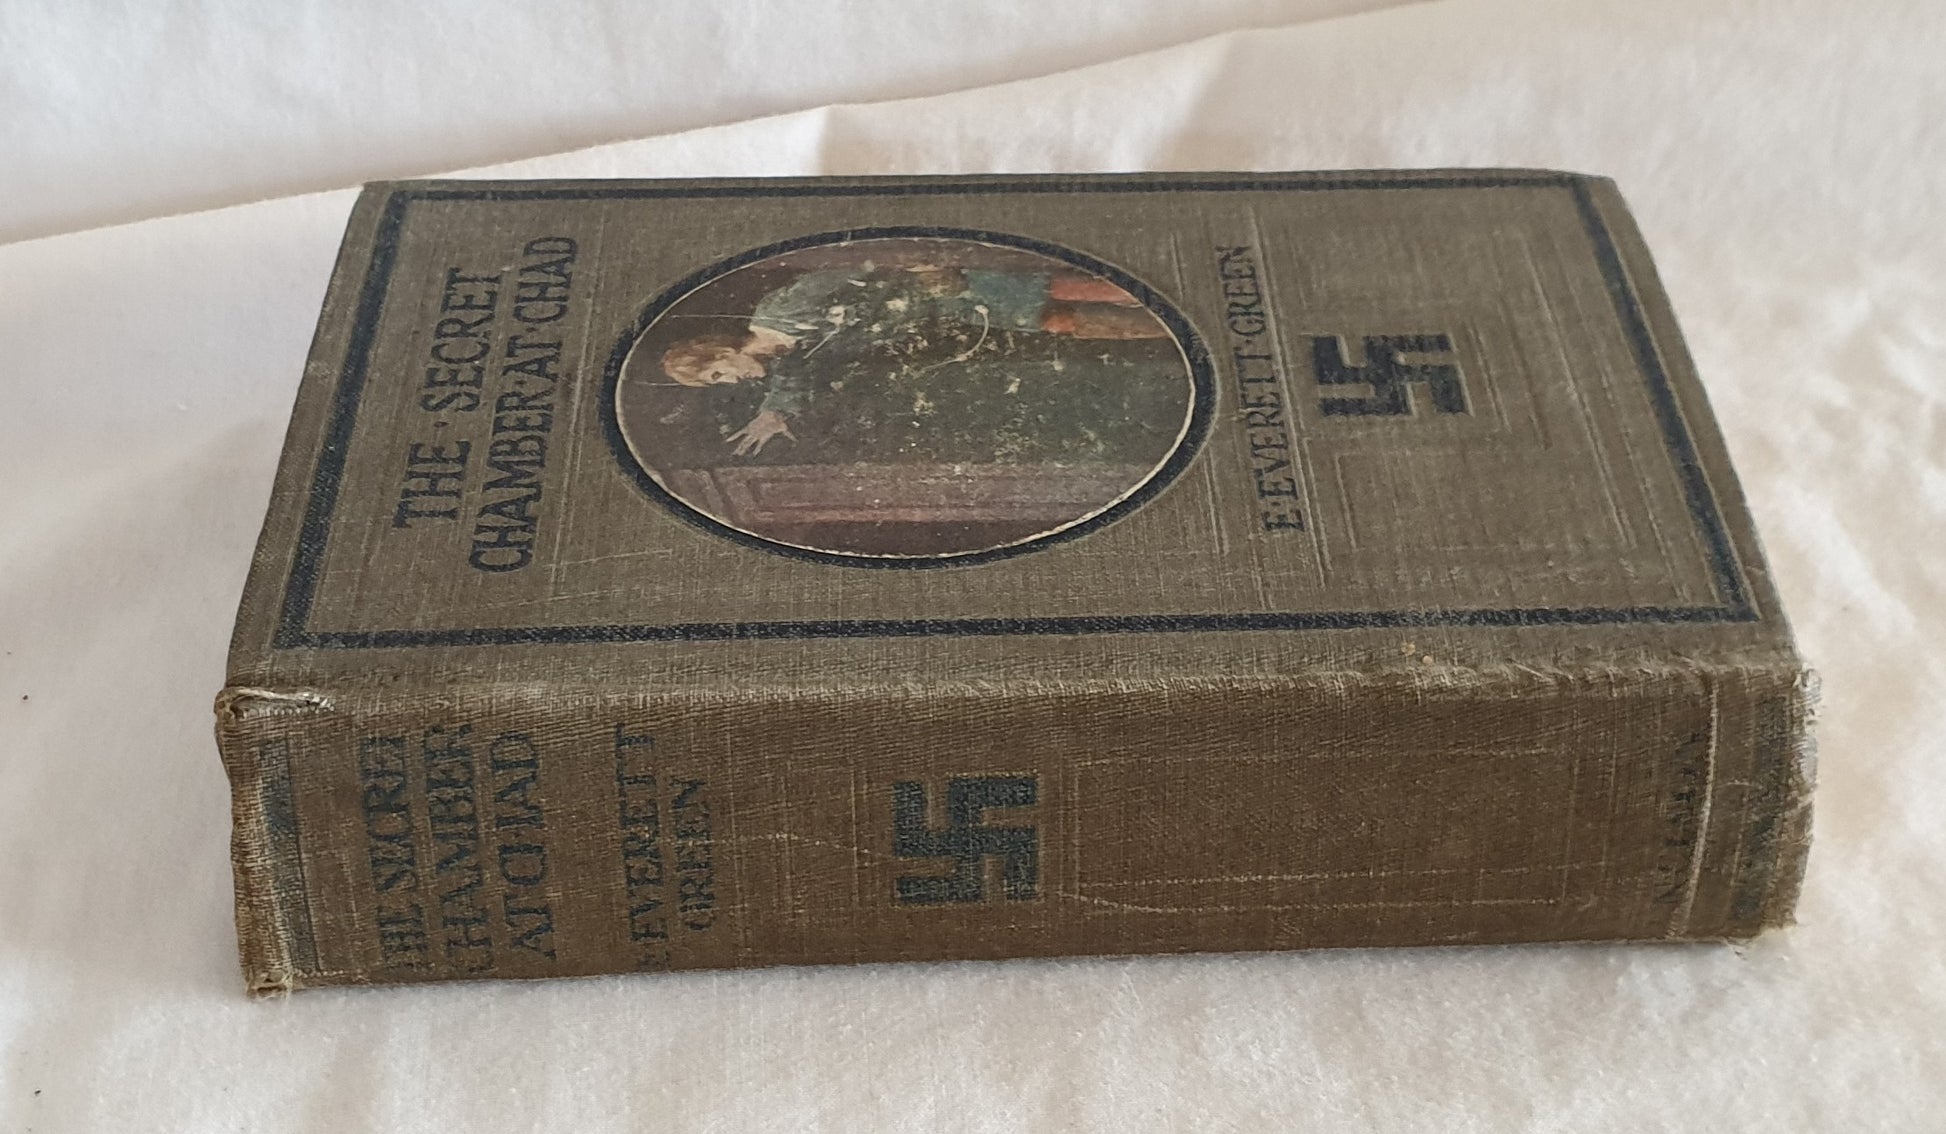 THE · SECRET
CHAMBER · AT · CHAD
E · EVERETT · GREEN
THE SECRET
CHAMBER
AT CHAD
E EVERETT
GREEN